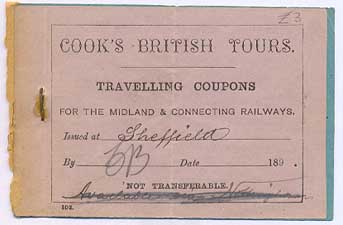 £3
COOK'S BRITISH TOURS.
TRAVELLING COUPONS
FOR THE MIDLAND & CONNECTING RAILWAYS.
Issued at Sheffield
By Date 189 .
NOT TRANSFERABLE.
102.